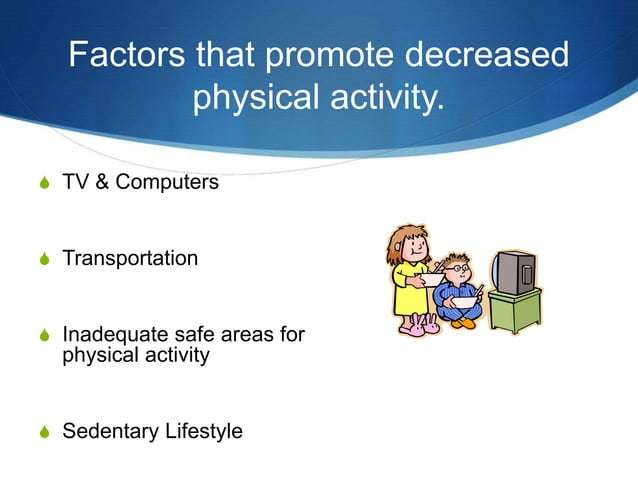 Factors that promote decreased
physical activity.
TV & Computers
Transportation
Inadequate safe areas for
physical activity
Sedentary Lifestyle